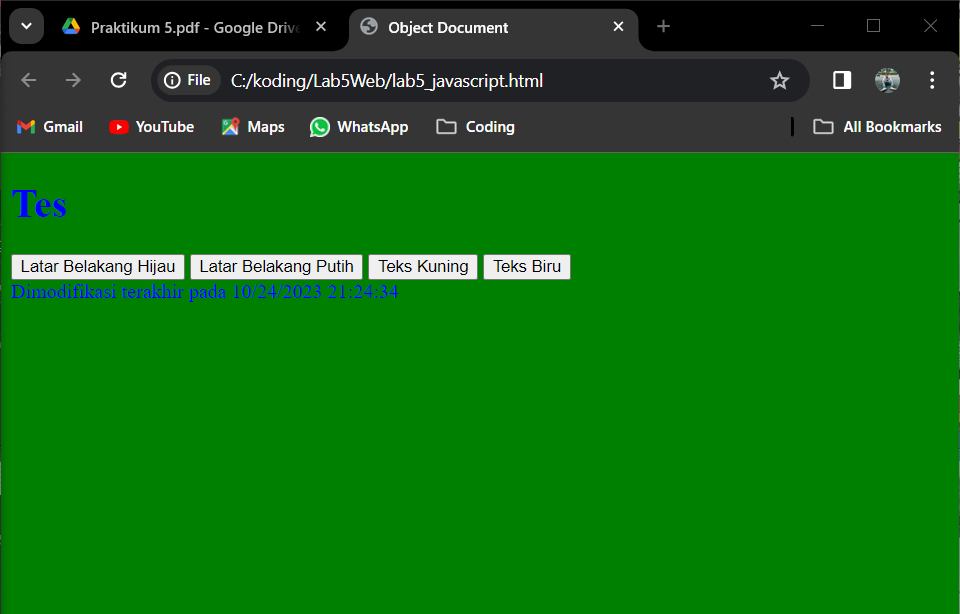 Praktikum 5.pdf - Google Drive Object Document
File C:/koding/Lab5Web/lab5_javascript.html
Gmail YouTube Maps WhatsApp Coding All Bookmarks
Tes
Latar Belakang Hijau Latar Belakang Putih Teks Kuning Teks Biru
Dimodifikasi terakhir pada 10/24/2023 21:24:34